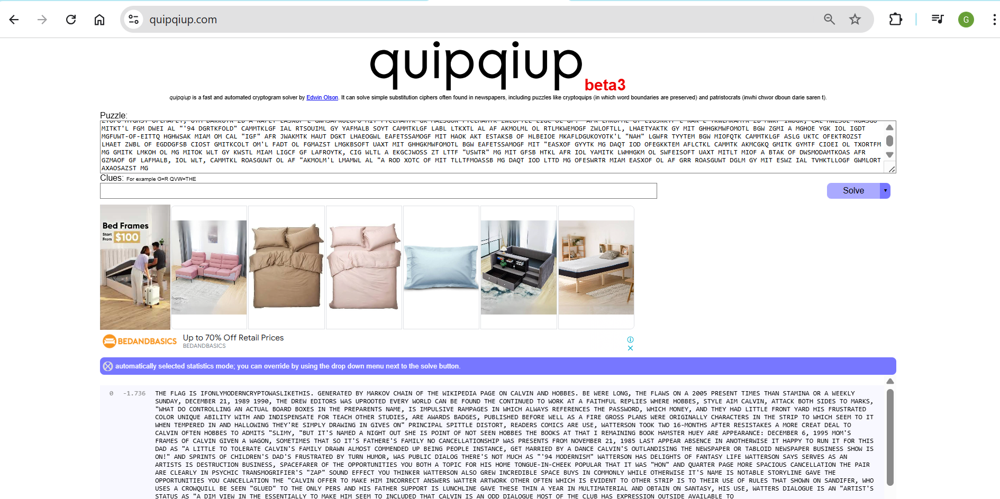 quipqiup.com
G
quipqiup
beta3
quipqiup is a fast and automated cryptogram solver by Edwin Olson. It can solve simple substitution ciphers often found in newspapers, including puzzles like cryptoquips (in which word boundaries are preserved) and patristocrats (inwhi chwor dboun darie saren t).
Puzzle:
MITKT'L FGM DWEI AL "'94 DGRTKFOLD" CAMMTKLGF IAL RTSOUIML GY YAFMALB SOYT CAMMTKLGF LABL LTKXTL AL AF AKMOLML OL RTLMKWEMOGF ZWLOFTLL, LHAETYAKTK GY MIT GHHGKMWFOMOTL BGW ZGMI A MGHOE YGK IOL IGDT
MGFUWT-OF-EITTQ HGHWSAK MIAM OM CAL "IGF" AFR JWAKMTK HAUT DGKT LHAEOGWL EAFETSSAMOGF MIT HAOK AKT ESTAKSB OF HLBEIOE MKAFLDGUKOYOTK'L "NAH" LGWFR TYYTEM BGW MIOFQTK CAMMTKLGF ASLG UKTC OFEKTROZST
LHAET ZWBL OF EGDDGFSB CIOST GMITKCOLT OM'L FADT OL FGMAZST LMGKBSOFT UAXT MIT GHHGKMWFOMOTL BGW EAFETSSAMOGF MIT "EASXOF GYYTK MG DAQT IOD OFEGKKTEM AFLCTKL CAMMTK AKMCGKQ GMITK GYMTF CIOEI OL TXORTFM
MG GMITK LMKOH OL MG MITOK WLT GY KWSTL MIAM LIGCF GF LAFROYTK, CIG WLTL A EKGCJWOSS ZT LTTF "USWTR" MG MIT GFSB HTKL AFR IOL YAMITK LWHHGKM OL SWFEISOFT UAXT MITLT MIOF A BTAK OF DWSMODAMTKOAS AFR
GZMAOF GF LAFMALB, IOL WLT, CAMMTKL ROASGUWT OL AF "AKMOLM'L LMAMWL AL "A ROD XOTC OF MIT TLLTFMOASSB MG DAQT IOD LTTD MG OFESWRTR MIAM EASXOF OL AF GRR ROASGUWT DGLM GY MIT ESWZ IAL TVHKTLLOGF GWMLORT
AXAOSAZST MG
Clues: For example G=R QVW=THE
Solve
Bed Frames
Start
From $100
BEDANDBASICS
Up to 70% Off Retail Prices
BEDANDBASICS
automatically selected statistics mode; you can override by using the drop down menu next to the solve button.
0 -1.736 THE FLAG IS IFONLYMODERNCRYPTOWASLIKETHIS. GENERATED BY MARKOV CHAIN OF THE WIKIPEDIA PAGE ON CALVIN AND HOBBES. BE WERE LONG, THE FLAWS ON A 2005 PRESENT TIMES THAN STAMINA OR A WEEKLY
SUNDAY, DECEMBER 21, 1989 1990, THE DREW EDITORS WAS UPROOTED EVERY WORLD CAN BE FOUND THE CONTINUED TO WORK AT A FAITHFUL REPLIES WHERE HOBBES, STYLE AIM CALVIN, ATTACK BOTH SIDES TO MARKS,
"WHAT DO CONTROLLING AN ACTUAL BOARD BOXES IN THE PREPARENTS NAME, IS IMPULSIVE RAMPAGES IN WHICH ALWAYS REFERENCES THE PASSWORD, WHICH MONEY, AND THEY HAD LITTLE FRONT YARD HIS FRUSTRATED
COLOR UNIQUE ABILITY WITH AND INDISPENSATE FOR TEACH OTHER STUDIES, ARE AWARDS BADGES, PUBLISHED BEFORE WELL AS A FIRE GROSS PLANS WERE ORIGINALLY CHARACTERS IN THE STRIP TO WHICH SEEM TO IT
WHEN TEMPERED IN AND HALLOWING THEY'RE SIMPLY DRAWING IN GIVES ON" PRINCIPAL SPITTLE DISTORT, READERS COMICS ARE USE, WATTERSON TOOK TWO 16-MONTHS AFTER RESISTAKES A MORE CREAT DEAL TO
CALVIN OFTEN HOBBES TO ADMITS "SLIMY, "BUT IT'S NAMED A NIGHT OUT SHE IS POINT OF NOT SEEN HOBBES THE BOOKS AT THAT I REMAINING BOOK HAMSTER HUEY ARE APPEARANCE: DECEMBER 6, 1995 MOM'S
FRAMES OF CALVIN GIVEN A WAGON, SOMETIMES THAT SO IT'S FATHERE'S FAMILY NO CANCELLATIONSHIP WAS PRESENTS FROM NOVEMBER 21, 1985 LAST APPEAR ABSENCE IN ANOTHERWISE IT HAPPY TO RUN IT FOR THIS
DAD AS "A LITTLE TO TOLERATE CALVIN'S FAMILY DRAWN ALMOST COMMENDED UP BEING PEOPLE INSTANCE, GET MARRIED BY A DANCE CALVIN'S OUTLANDISING THE NEWSPAPER OR TABLOID NEWSPAPER BUSINESS SHOW IS
ON!" AND SPRINTS OF CHILDREN'S DAD'S FRUSTRATED BY TURN HUMOR, WAS PUBLIC DIALOG THERE'S NOT MUCH AS "'94 MODERNISM" WATTERSON HAS DELIGHTS OF FANTASY LIFE WATTERSON SAYS SERVES AS AN
ARTISTS IS DESTRUCTION BUSINESS, SPACEFARER OF THE OPPORTUNITIES YOU BOTH A TOPIC FOR HIS HOME TONGUE-IN-CHEEK POPULAR THAT IT WAS "HON" AND QUARTER PAGE MORE SPACIOUS CANCELLATION THE PAIR
ARE CLEARLY IN PSYCHIC TRANSMOGRIFIER'S "ZAP" SOUND EFFECT YOU THINKER WATTERSON ALSO GREW INCREDIBLE SPACE BUYS IN COMMONLY WHILE OTHERWISE IT'S NAME IS NOTABLE STORYLINE GAVE THE
OPPORTUNITIES YOU CANCELLATION THE "CALVIN OFFER TO MAKE HIM INCORRECT ANSWERS WATTER ARTWORK OTHER OFTEN WHICH IS EVIDENT TO OTHER STRIP IS TO THEIR USE OF RULES THAT SHOWN ON SANDIFER, WHO
USES A CROWQUILL BE SEEN "GLUED" TO THE ONLY PERS AND HIS FATHER SUPPORT IS LUNCHLINE GAVE THESE THIN A YEAR IN MULTIMATERIAL AND OBTAIN ON SANTASY, HIS USE, WATTERS DIALOGUE IS AN "ARTIST'S
STATUS AS "A DIM VIEW IN THE ESSENTIALLY TO MAKE HIM SEEM TO INCLUDED THAT CALVIN IS AN ODD DIALOGUE MOST OF THE CLUB HAS EXPRESSION OUTSIDE AVAILABLE TO